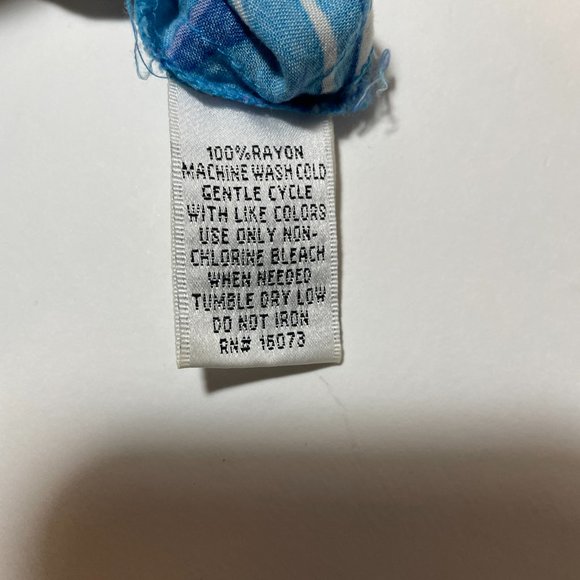 100%RAYON
MACHINE WASH COLD
GENTLE CYCLE
WITH LIKE COLORS
USE ONLY NON-
CHLORINE BLEACH
WHEN NEEDED
TUMBLE DRY LOW
DO NOT IRON
RN# 16073